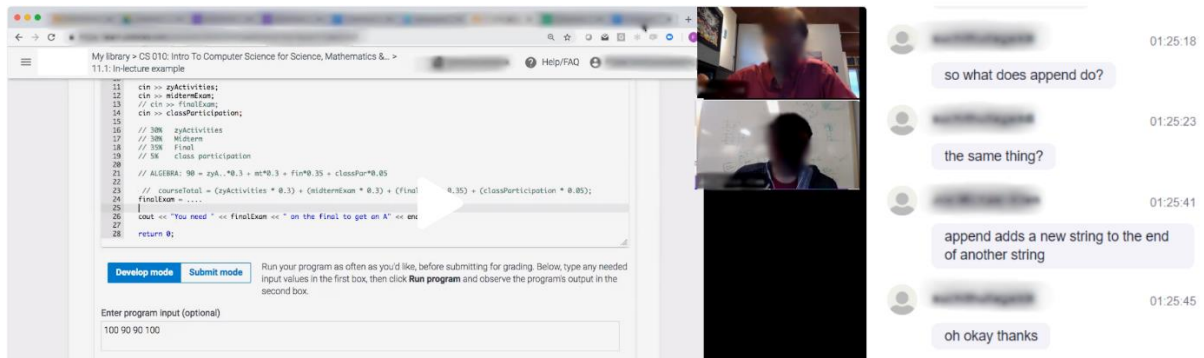 My library > CS 010: Intro To Computer Science for Science, Mathematics &... >
11.1: In-lecture example
Help/FAQ
11 cin >> zyActivities;
12 cin >> midtermExam;
13 // cin >> finalExam;
14 cin >> classParticipation;
15
16 // 30% zyActivities
17 // 30% Midterm
18 // 35% Final
19 // 5% class participation
20
21 // ALGEBRA: 90 = zyA..*0.3 + mt*0.3 + fin*0.35 + classPar*0.05
22
23 // courseTotal = (zyActivities * 0.3) + (midtermExam * 0.3) + (final 0.35) + (classParticipation * 0.05);
24 finalExam = ....
25
26 cout << "You need " << finalExam << " on the final to get an A" <<
27
28 return 0;
Develop mode
Submit mode
Run your program as often as you'd like, before submitting for grading. Below, type any needed
input values in the first box, then click Run program and observe the program's output in the
second box.
Enter program input (optional)
100 90 90 100
01:25:18
so what does append do?
01:25:23
the same thing?
01:25:41
append adds a new string to the end
of another string
01:25:45
oh okay thanks